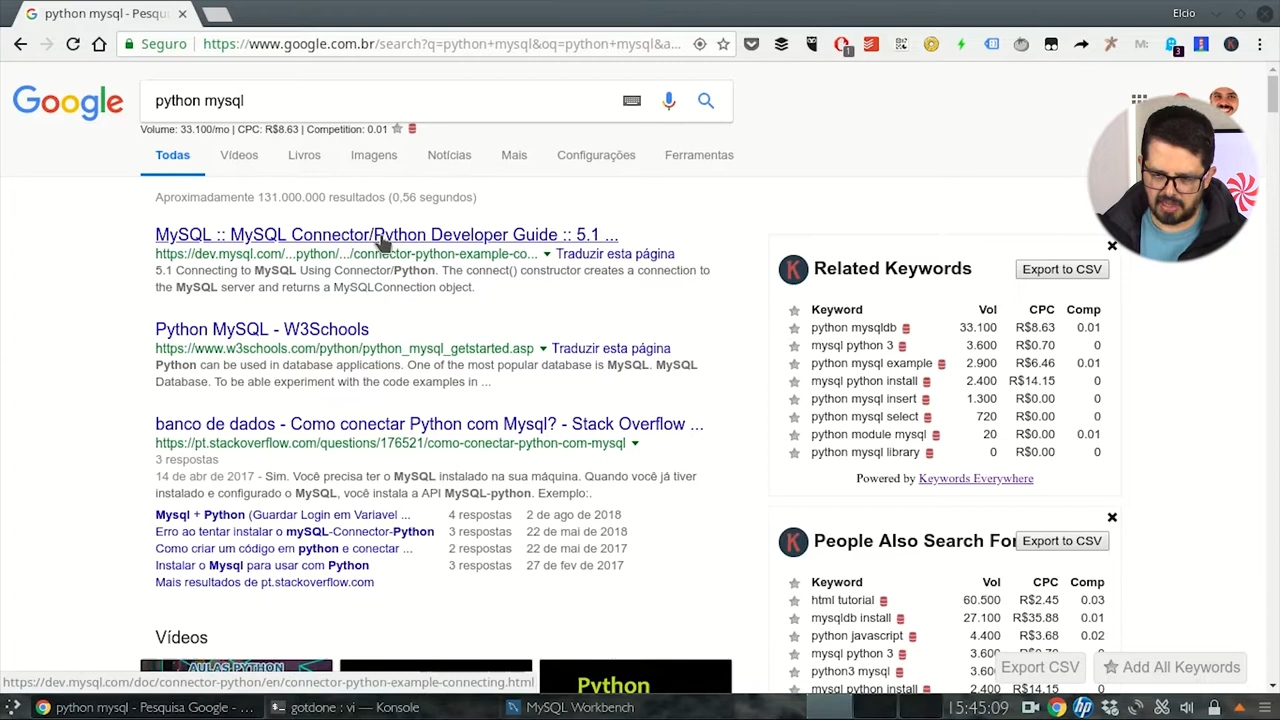 python mysql - Pesqui
Elcio
Seguro
https://www.google.com.br/search?q=python+mysql&oq=python+mysql&a...
1
3
Google
python mysql
Volume: 33.100/mo | CPC: R$8.63 | Competition: 0.01
Todas
Vídeos
Livros
Imagens
Notícias
Mais
Configurações
Ferramentas
Aproximadamente 131.000.000 resultados (0,56 segundos)
MySQL :: MySQL Connector/Python Developer Guide :: 5.1 ...
https://dev.mysql.com/...python/.../connector-python-example-co... Traduzir esta página
5.1 Connecting to MySQL Using Connector/Python. The connect() constructor creates a connection to
the MySQL server and returns a MySQLConnection object.
Python MySQL - W3Schools
https://www.w3schools.com/python/python_mysql_getstarted.asp Traduzir esta página
Python can be used in database applications. One of the most popular database is MySQL. MySQL
Database. To be able experiment with the code examples in ...
banco de dados - Como conectar Python com Mysql? - Stack Overflow ...
https://pt.stackoverflow.com/questions/176521/como-conectar-python-com-mysql
3 respostas
14 de abr de 2017 - Sim. Você precisa ter o MySQL instalado na sua máquina. Quando você já tiver
instalado e configurado o MySQL, você instala a API MySQL-python. Exemplo:.
Mysql + Python (Guardar Login em Variavel ... 4 respostas 2 de ago de 2018
Erro ao tentar instalar o mySQL-Connector-Python 3 respostas 22 de mai de 2018
Como criar um código em python e conectar ... 2 respostas 22 de mai de 2017
Instalar o Mysql para usar com Python 3 respostas 27 de fev de 2017
Mais resultados de pt.stackoverflow.com
Vídeos
AULAS PYTHON
Python
K
Related Keywords
Export to CSV
Keyword Vol CPC Comp
python mysqldb 33.100 R$8.63 0.01
mysql python 3 3.600 R$0.70 0
python mysql example 2.900 R$6.46 0.01
mysql python install 2.400 R$14.15 0
python mysql insert 1.300 R$0.00 0
python mysql select 720 R$0.00 0
python module mysql 20 R$0.00 0.01
python mysql library 0 R$0.00 0
Powered by Keywords Everywhere
K
People Also Search For
Export to CSV
Keyword Vol CPC Comp
html tutorial 60.500 R$2.45 0.03
mysqldb install 27.100 R$35.88 0.01
python javascript 4.400 R$3.68 0.02
mysql python 3 3.600
python3 mysql
mysql python install 2.400 R$14.15 0
Export CSV
Add All Keywords
https://dev.mysql.com/doc/connector-python/en/connector-python-example-connecting.html
python mysql - Pesquisa Google - ...
gotdone : vi — Konsole
MySQL Workbench
15:45:09